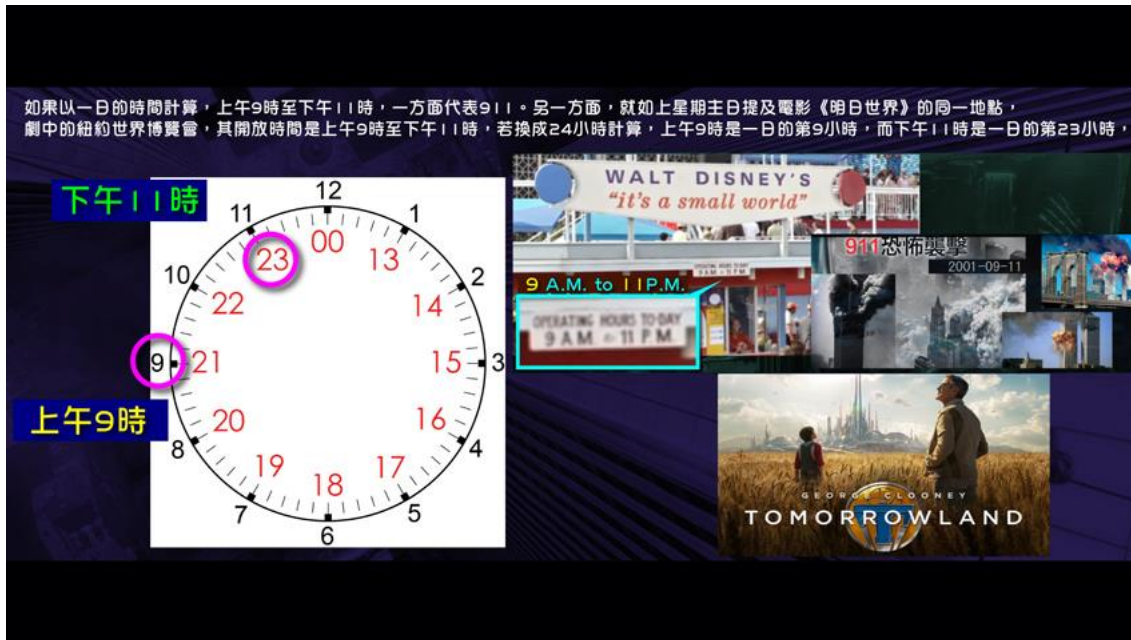 如果以一日的時間計算，上午9時至下午11時，一方面代表911。另一方面，就如上星期主日提及電影《明日世界》的同一地點，
劇中的紐約世界博覽會，其開放時間是上午9時至下午11時，若換成24小時計算，上午9時是一日的第9小時，而下午11時是一日的第23小時，
下午11時
12
11
1
00
23
13
10
2
22
14
9
21
15
3
上午9時
20
16
8
4
19
17
18
7
5
6
WALT DISNEY'S
"it's a small world"
OPERATING HOURS TO-DAY
9 AM - 11 PM
9 A.M. to 11P.M.
OPERATING HOURS TO-DAY
9 AM to 11 PM
911恐怖襲擊
2001-09-11
GEORGE CLOONEY
TOMORROWLAND